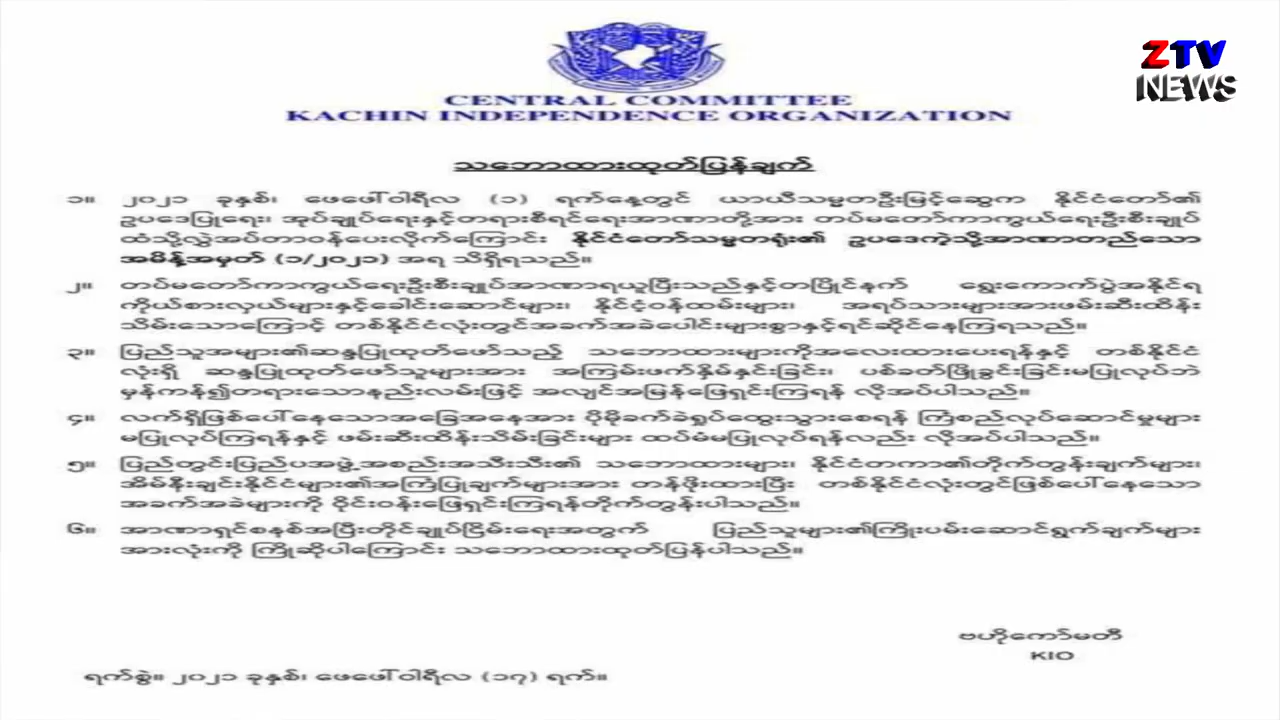 ZTV
NEWS
CENTRAL COMMITTEE
KACHIN INDEPENDENCE ORGANIZATION
သဘောထားထုတ်ပြန်ချက်
၁။ ၂၀၂၁ ခုနှစ်၊ ဖေဖေါ်ဝါရီလ (၁) ရက်နေ့တွင် ယာယီသမ္မတဦးမြင့်ဆွေက နိုင်ငံတော်၏
ဥပဒေပြုရေး၊ အုပ်ချုပ်ရေးနှင့်တရားစီရင်ရေးအာဏာတို့အား တပ်မတော်ကာကွယ်ရေးဦးစီးချုပ်
ထံသို့လွှဲအပ်တာဝန်ပေးလိုက်ကြောင်း နိုင်ငံတော်သမ္မတရုံး၏ ဥပဒေကဲ့သို့အာဏာတည်သော
အမိန့်အမှတ် (၁/၂၀၂၁) အရ သိရှိရသည်။
၂။ တပ်မတော်ကာကွယ်ရေးဦးစီးချုပ်အာဏာရယူပြီးသည်နှင့်တပြိုင်နက် ရွေးကောက်ပွဲအနိုင်ရ
ကိုယ်စားလှယ်များနှင့်ခေါင်းဆောင်များ၊ နိုင်ငံ့ဝန်ထမ်းများ၊ အရပ်သားများအားဖမ်းဆီးထိန်း
သိမ်းသောကြောင့် တစ်နိုင်ငံလုံးတွင်အခက်အခဲပေါင်းများစွာနှင့်ရင်ဆိုင်နေကြရသည်။
၃။ ပြည်သူအများ၏ဆန္ဒပြုထုတ်ဖော်သည့် သဘောထားများကိုအလေးထားပေးရန်နှင့် တစ်နိုင်ငံ
လုံးရှိ ဆန္ဒပြုထုတ်ဖော်သူများအား အကြမ်းဖက်နှိမ်နှင်းခြင်း၊ ပစ်ခတ်ဖြိုခွင်းခြင်းမပြုလုပ်ဘဲ
မှန်ကန်၍တရားသောနည်းလမ်းဖြင့် အလျင်အမြန်ဖြေရှင်းကြရန် လိုအပ်ပါသည်။
၄။ လက်ရှိဖြစ်ပေါ်နေသောအခြေအနေအား ပိုမိုခက်ခဲရှုပ်ထွေးသွားစေရန် ကြံစည်လုပ်ဆောင်မှုများ
မပြုလုပ်ကြရန်နှင့် ဖမ်းဆီးထိန်းသိမ်းခြင်းများ ထပ်မံမပြုလုပ်ရန်လည်း လိုအပ်ပါသည်။
၅။ ပြည်တွင်းပြည်ပအဖွဲ့အစည်းအသီးသီး၏ သဘောထားများ၊ နိုင်ငံတကာ၏တိုက်တွန်းချက်များ၊
အိမ်နီးချင်းနိုင်ငံများ၏အကြံပြုချက်များအား တန်ဖိုးထားပြီး တစ်နိုင်ငံလုံးတွင်ဖြစ်ပေါ်နေသော
အခက်အခဲများကို ဝိုင်းဝန်းဖြေရှင်းကြရန်တိုက်တွန်းပါသည်။
၆။ အာဏာရှင်စနစ်အပြီးတိုင်ချုပ်ငြိမ်းရေးအတွက် ပြည်သူများ၏ကြိုးပမ်းဆောင်ရွက်ချက်များ
အားလုံးကို ကြိုဆိုပါကြောင်း သဘောထားထုတ်ပြန်ပါသည်။
ဗဟိုကော်မတီ
KIO
ရက်စွဲ။ ၂၀၂၁ ခုနှစ်၊ ဖေဖေါ်ဝါရီလ (၁၇) ရက်။